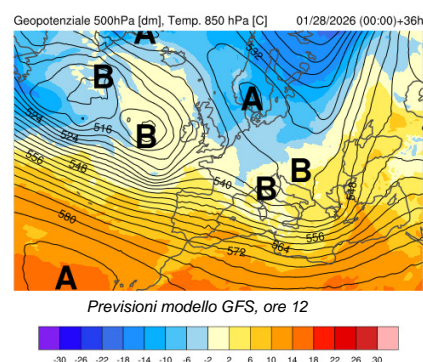 Geopotenziale 500hPa [dm], Temp. 850 hPa [C] 01/28/2026 (00:00)+36h
A
532
B
A
524
524
516
B
556
548
B
540
B
548
580
556
564
572
A
Previsioni modello GFS, ore 12
-30 -26 -22 -18 -14 -10 -6 -2 2 6 10 14 18 22 26 30